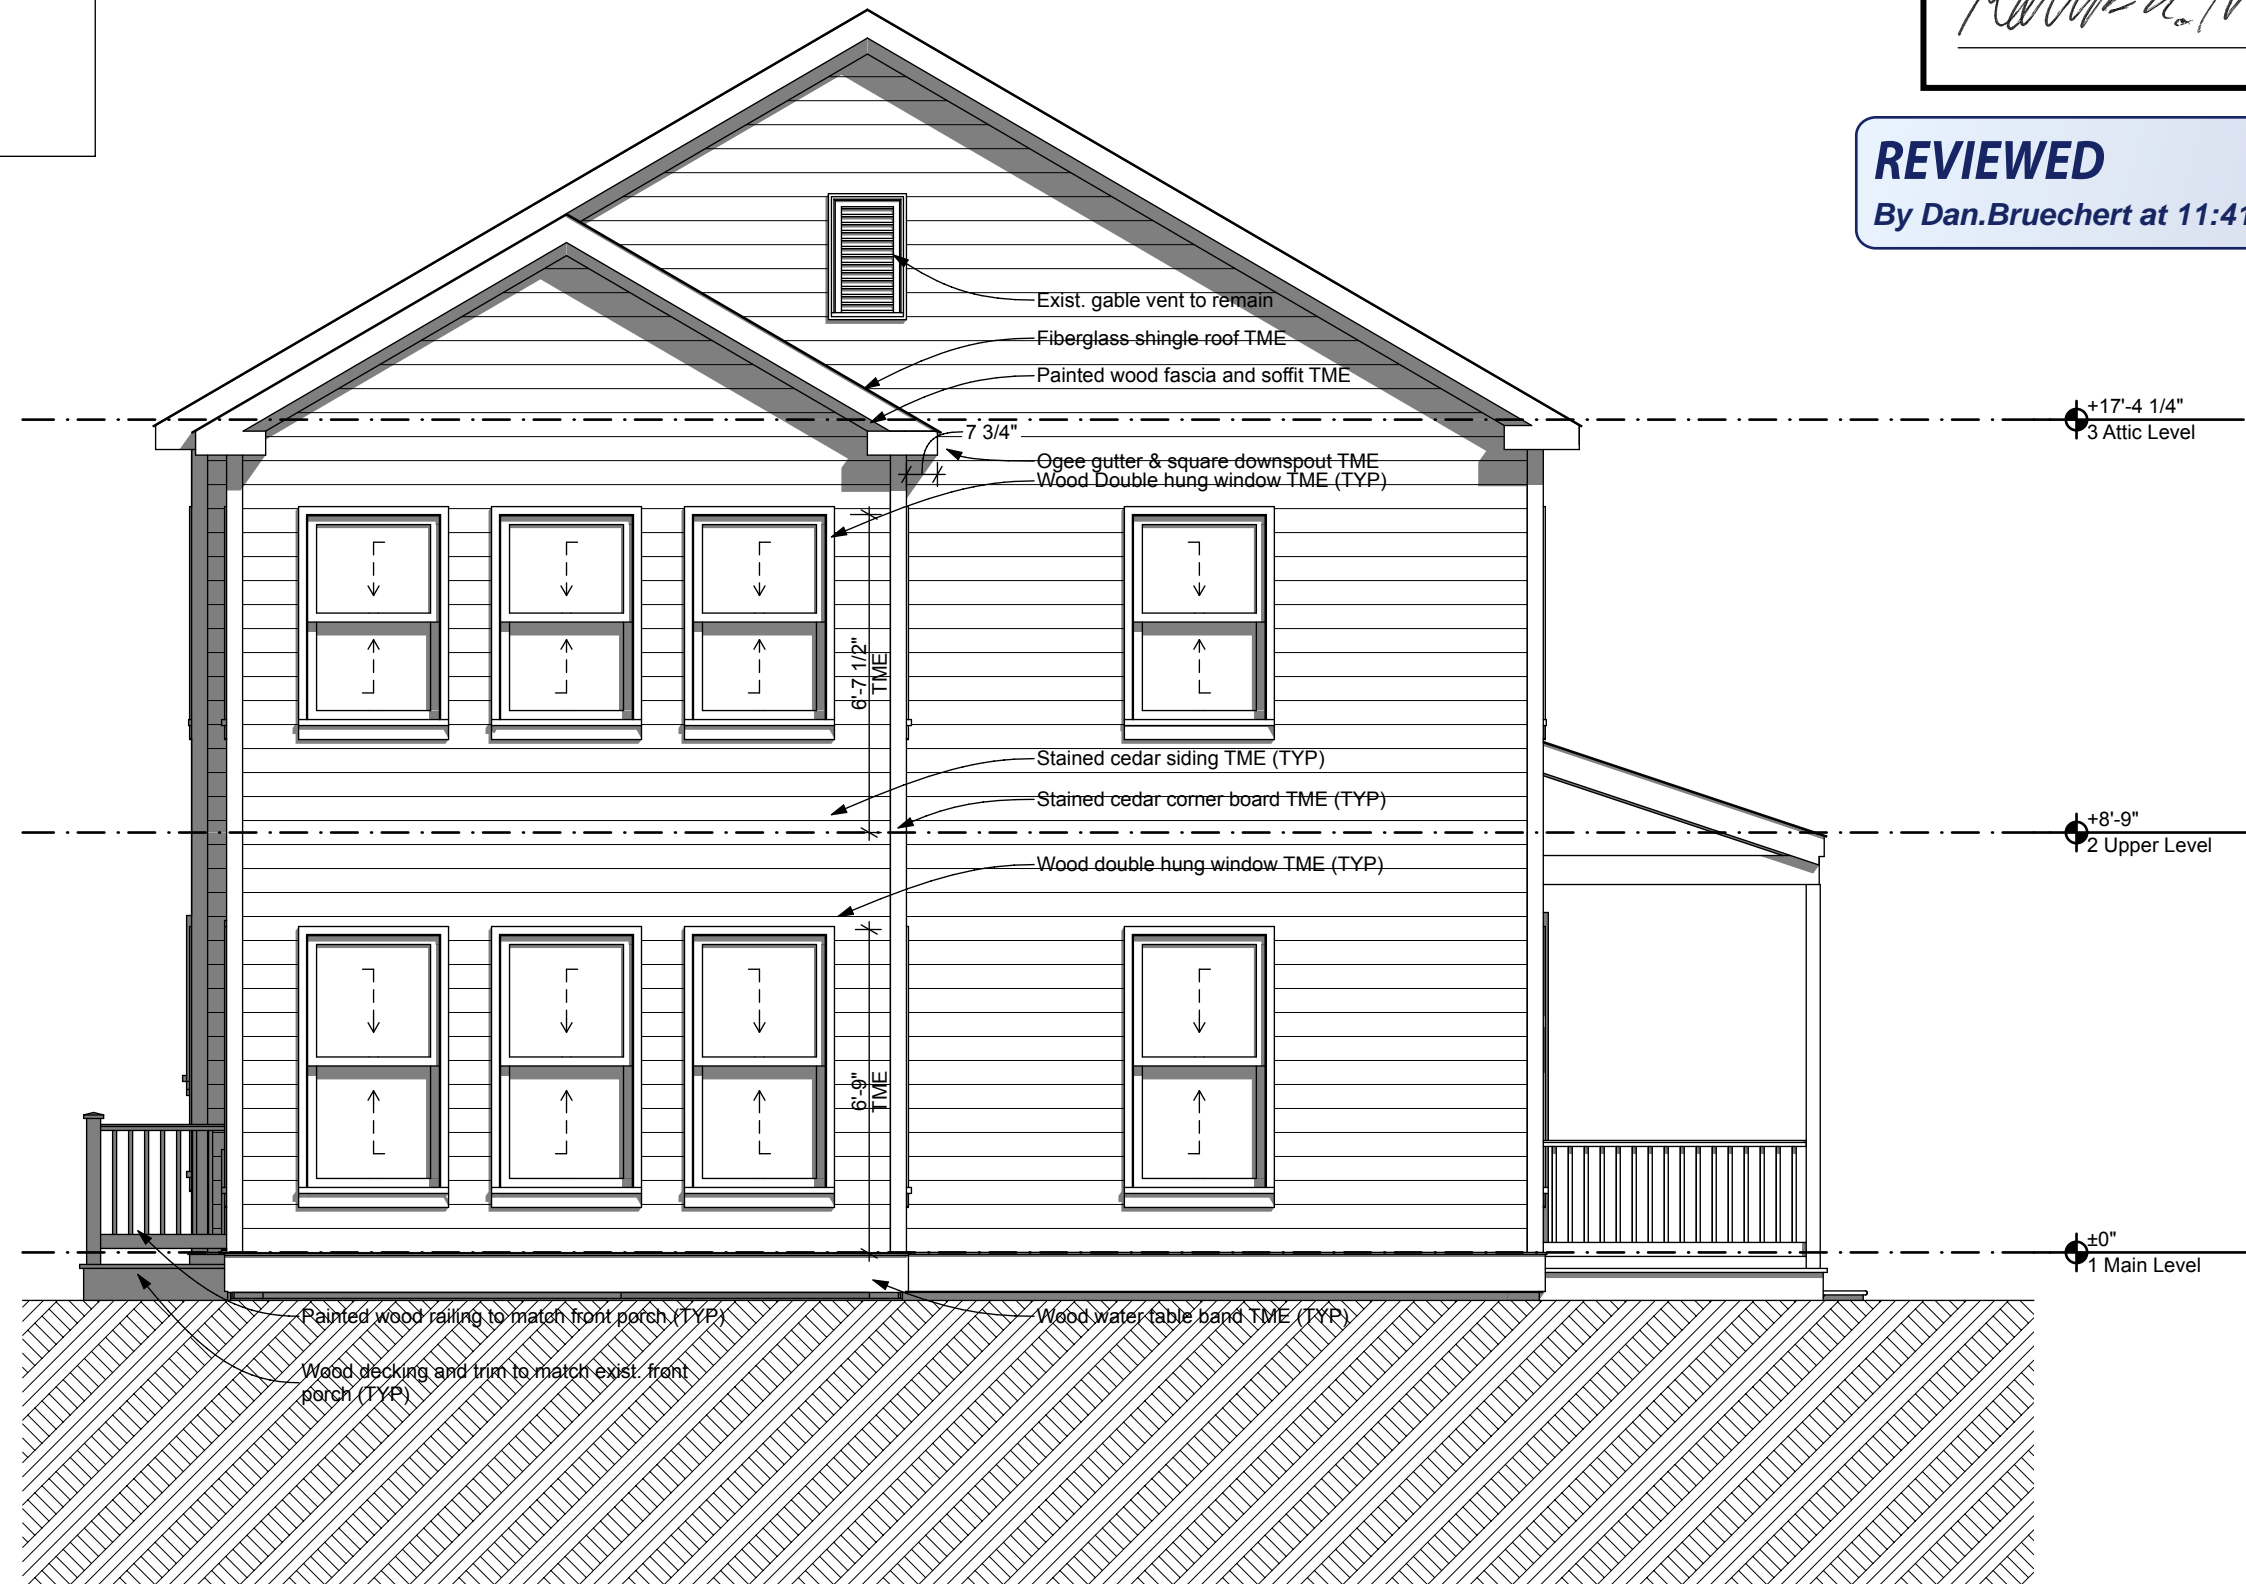 REVIEWED
By Dan.Bruechert at 11:41
Exist. gable vent to remain
Fiberglass shingle roof TME
Painted wood fascia and soffit TME
+17'-4 1/4"
3 Attic Level
7 3/4"
Ogee gutter & square downspout TME
Wood Double hung window TME (TYP)
6'-7 1/2"
TME
Stained cedar siding TME (TYP)
Stained cedar corner board TME (TYP)
+8'-9"
2 Upper Level
Wood double hung window TME (TYP)
6'-9"
TME
±0"
1 Main Level
Painted wood railing to match front porch (TYP)
Wood water table band TME (TYP)
Wood decking and trim to match exist. front
porch (TYP)